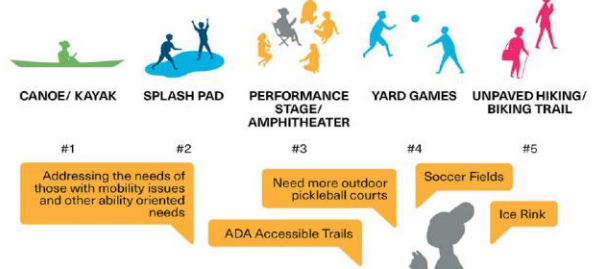 CANOE/ KAYAK
SPLASH PAD
PERFORMANCE
STAGE/
AMPHITHEATER
YARD GAMES
UNPAVED HIKING/
BIKING TRAIL
#1
#2
#3
#4
#5
Addressing the needs of
those with mobility issues
and other ability oriented
needs
Need more outdoor
pickleball courts
Soccer Fields
ADA Accessible Trails
Ice Rink